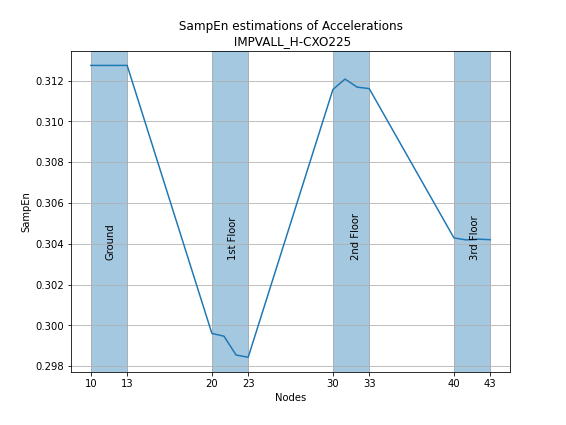 SampEn estimations of Accelerations
IMPVALL_H-CXO225
0.312
0.310
0.308
0.306
0.304
0.302
0.300
0.298
SampEn
Ground
1st Floor
2nd Floor
3rd Floor
10 13 20 23 30 33 40 43
Nodes